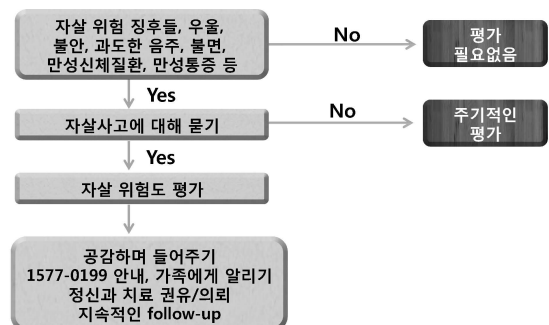 자살 위험 징후들, 우울,
불안, 과도한 음주, 불면,
만성신체질환, 만성통증 등
No
평가
필요없음
Yes
자살사고에 대해 묻기
No
주기적인
평가
Yes
자살 위험도 평가
공감하며 들어주기
1577-0199 안내, 가족에게 알리기
정신과 치료 권유/의뢰
지속적인 follow-up